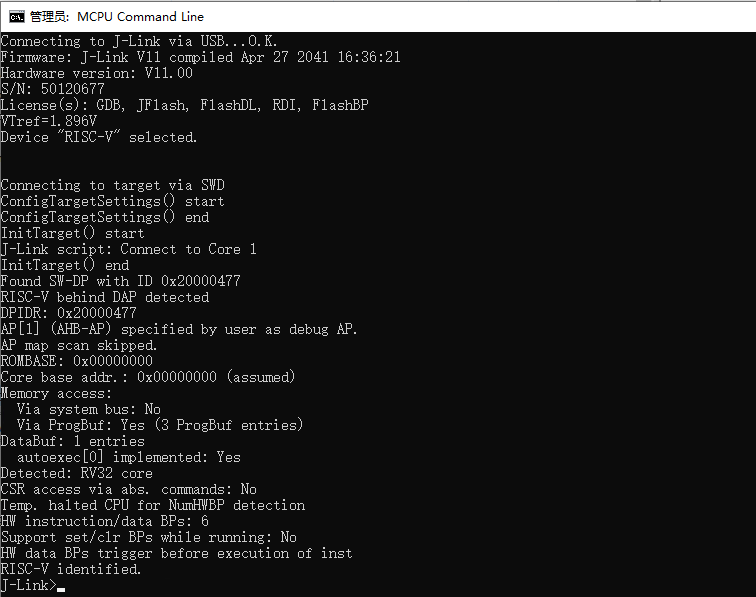 管理员: MCPU Command Line
Connecting to J-Link via USB...O.K.
Firmware: J-Link V11 compiled Apr 27 2041 16:36:21
Hardware version: V11.00
S/N: 50120677
License(s): GDB, JFlash, FlashDL, RDI, FlashBP
VTref=1.896V
Device "RISC-V" selected.
Connecting to target via SWD
ConfigTargetSettings() start
ConfigTargetSettings() end
InitTarget() start
J-Link script: Connect to Core 1
InitTarget() end
Found SW-DP with ID 0x20000477
RISC-V behind DAP detected
DPIDR: 0x20000477
AP[1] (AHB-AP) specified by user as debug AP.
AP map scan skipped.
ROMBASE: 0x00000000
Core base addr.: 0x00000000 (assumed)
Memory access:
  Via system bus: No
  Via ProgBuf: Yes (3 ProgBuf entries)
DataBuf: 1 entries
  autoexec[0] implemented: Yes
Detected: RV32 core
CSR access via abs. commands: No
Temp. halted CPU for NumHWBP detection
HW instruction/data BPs: 6
Support set/clr BPs while running: No
HW data BPs trigger before execution of inst
RISC-V identified.
J-Link>